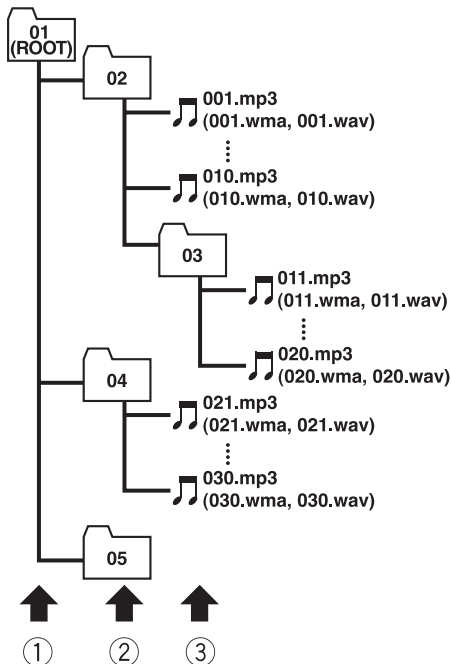 01
(ROOT)
02
001.mp3
(001.wma, 001.wav)
010.mp3
(010.wma, 010.wav)
03
011.mp3
(011.wma, 011.wav)
020.mp3
(020.wma, 020.wav)
04
021.mp3
(021.wma, 021.wav)
030.mp3
(030.wma, 030.wav)
05
① ② ③